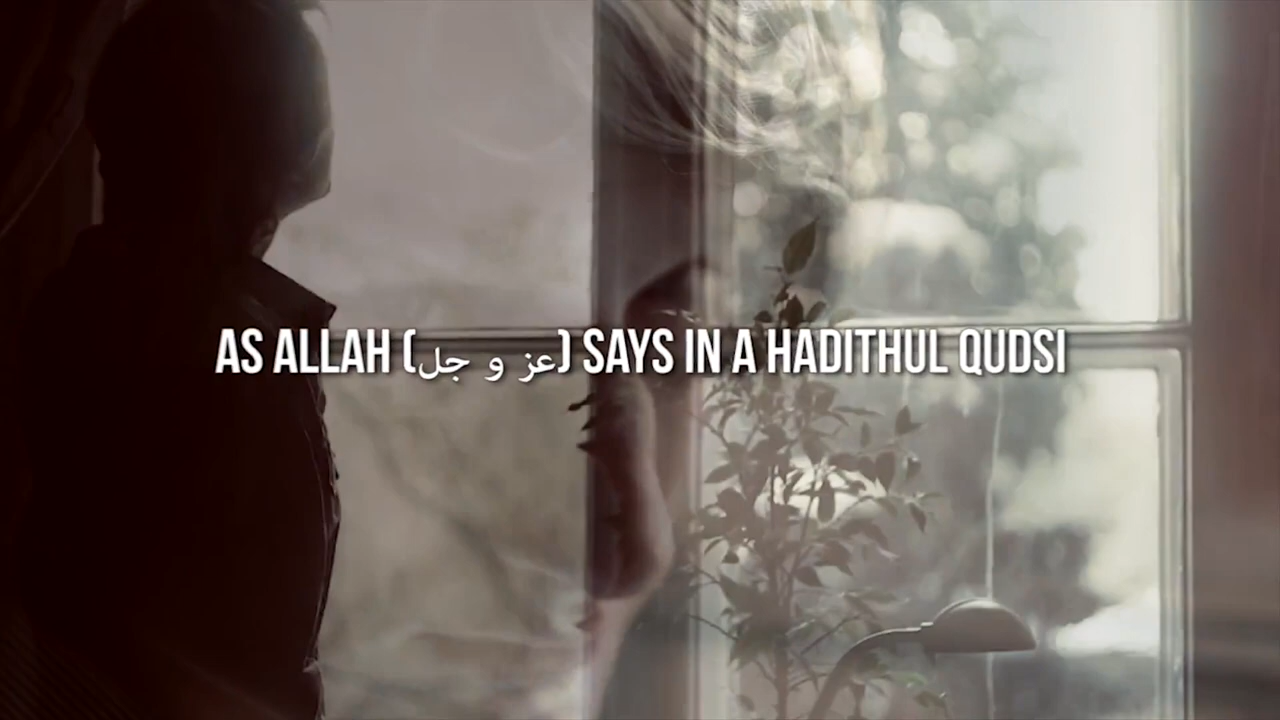 AS ALLAH (عز و جل) SAYS IN A HADITHUL QUDSI